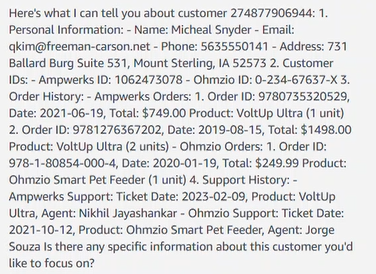 Here's what I can tell you about customer 274877906944: 1.
Personal Information: - Name: Micheal Snyder - Email:
qkim@freeman-carson.net - Phone: 5635550141 - Address: 731
Ballard Burg Suite 531, Mount Sterling, IA 52573 2. Customer
IDs: - Ampwerks ID: 1062473078 - Ohmzio ID: 0-234-67637-X 3.
Order History: - Ampwerks Orders: 1. Order ID: 9780735320529,
Date: 2021-06-19, Total: $749.00 Product: VoltUp Ultra (1 unit)
2. Order ID: 9781276367202, Date: 2019-08-15, Total: $1498.00
Product: VoltUp Ultra (2 units) - Ohmzio Orders: 1. Order ID:
978-1-80854-000-4, Date: 2020-01-19, Total: $249.99 Product:
Ohmzio Smart Pet Feeder (1 unit) 4. Support History: -
Ampwerks Support: Ticket Date: 2023-02-09, Product: VoltUp
Ultra, Agent: Nikhil Jayashankar - Ohmzio Support: Ticket Date:
2021-10-12, Product: Ohmzio Smart Pet Feeder, Agent: Jorge
Souza Is there any specific information about this customer you'd
like to focus on?